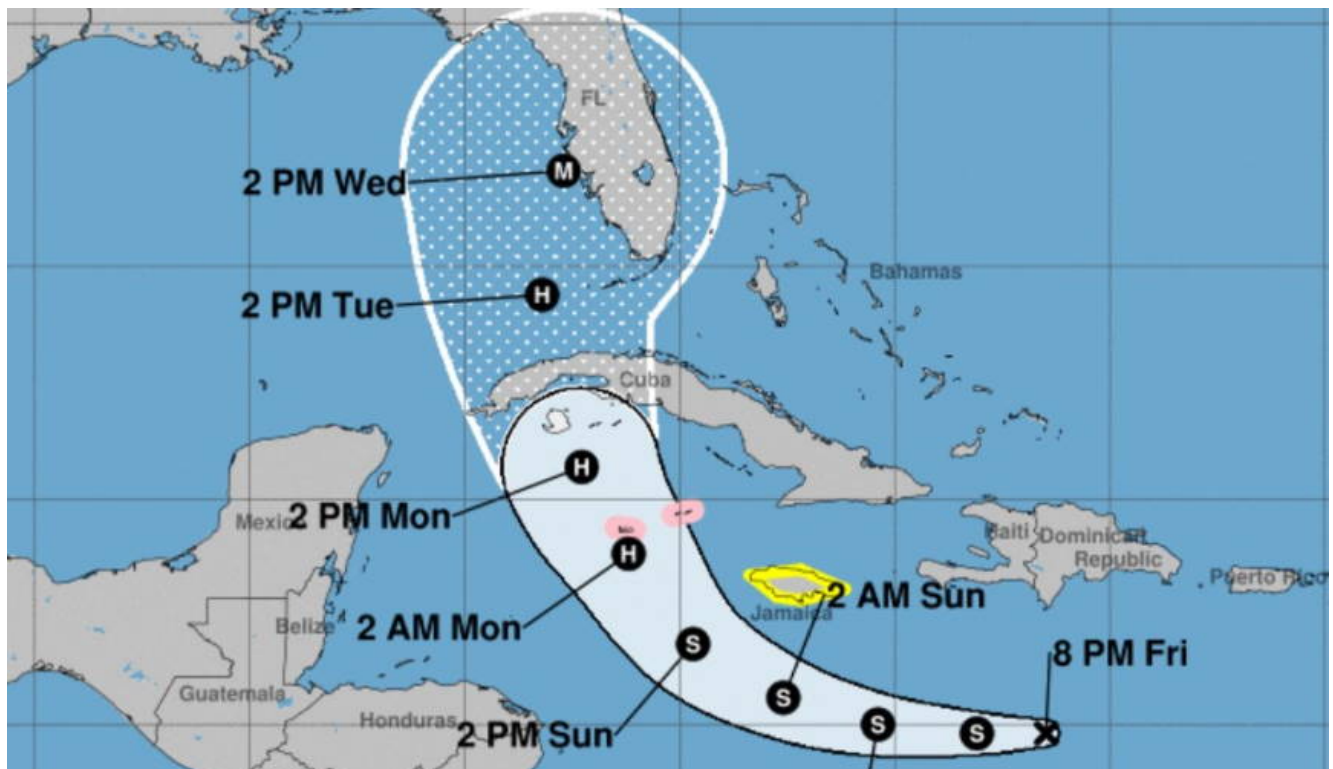 FL
M
2 PM Wed
Bahamas
H
2 PM Tue
Cuba
H
2 PM Mon
Mexico
H
Haiti
Dominican
Republic
Puerto Rico
2 AM Sun
Jamaica
2 AM Mon
Belize
S
8 PM Fri
Guatemala
Honduras
S
2 PM Sun
S
S
X